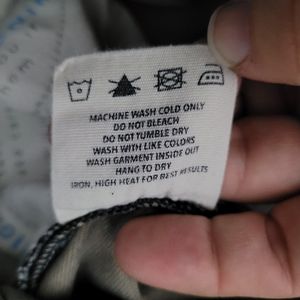 MACHINE WASH COLD ONLY
DO NOT BLEACH
DO NOT TUMBLE DRY
WASH WITH LIKE COLORS
WASH GARMENT INSIDE OUT
HANG TO DRY
IRON, HIGH HEAT FOR BEST RESULTS